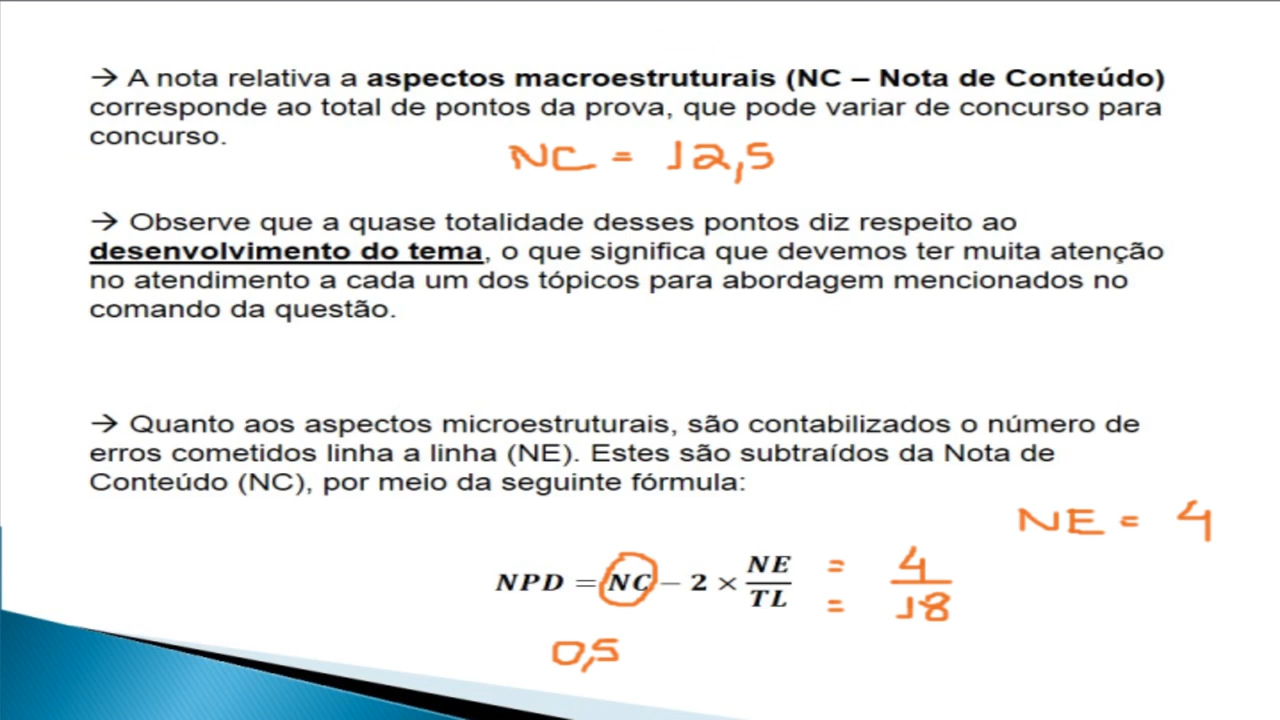 → A nota relativa a aspectos macroestruturais (NC – Nota de Conteúdo)
corresponde ao total de pontos da prova, que pode variar de concurso para
concurso.
NC = 12,5
→ Observe que a quase totalidade desses pontos diz respeito ao
desenvolvimento do tema, o que significa que devemos ter muita atenção
no atendimento a cada um dos tópicos para abordagem mencionados no
comando da questão.
→ Quanto aos aspectos microestruturais, são contabilizados o número de
erros cometidos linha a linha (NE). Estes são subtraídos da Nota de
Conteúdo (NC), por meio da seguinte fórmula:
NE = 4
NPD = NC – 2 × NE/TL = = 4/18
0,5